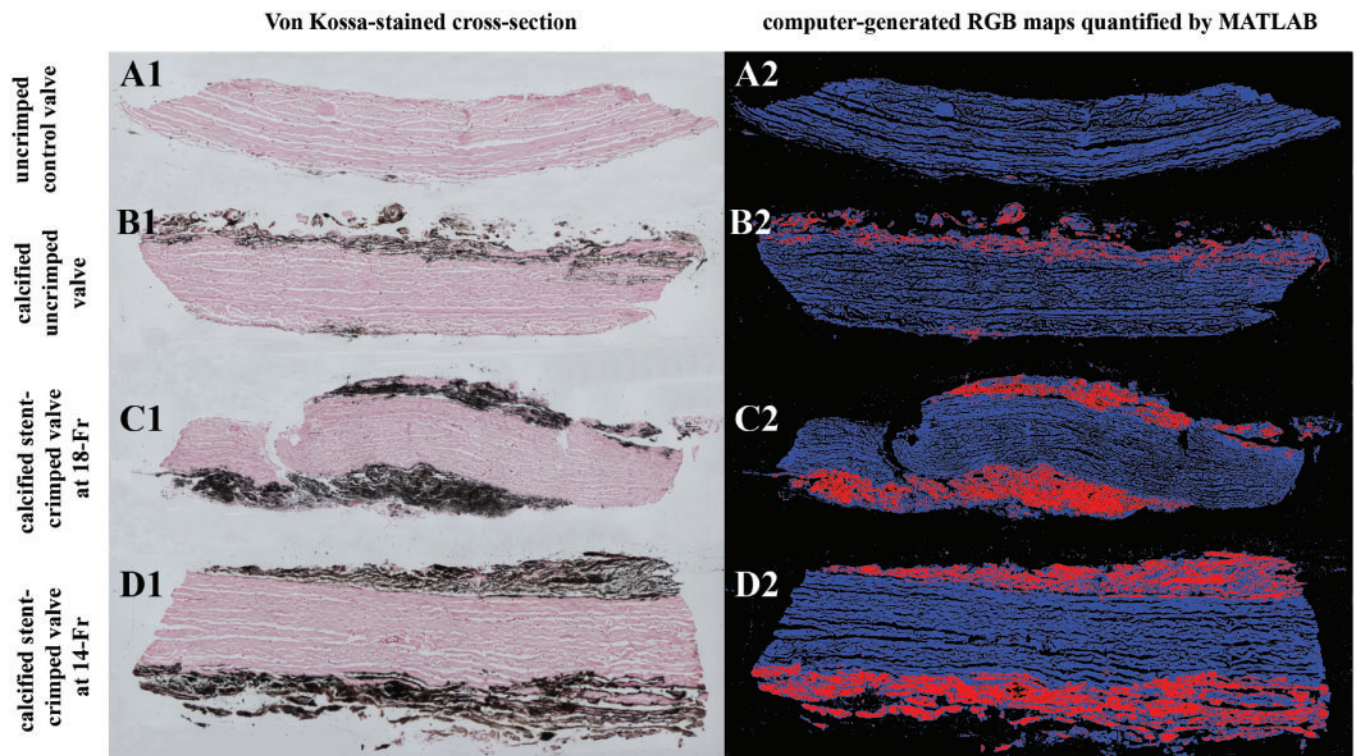 Von Kossa-stained cross-section
computer-generated RGB maps quantified by MATLAB
uncrimped
control valve
A1
A2
calcified
uncrimped
valve
B1
B2
calcified stent-
crimped valve
at 18-Fr
C1
C2
calcified stent-
crimped valve
at 14-Fr
D1
D2